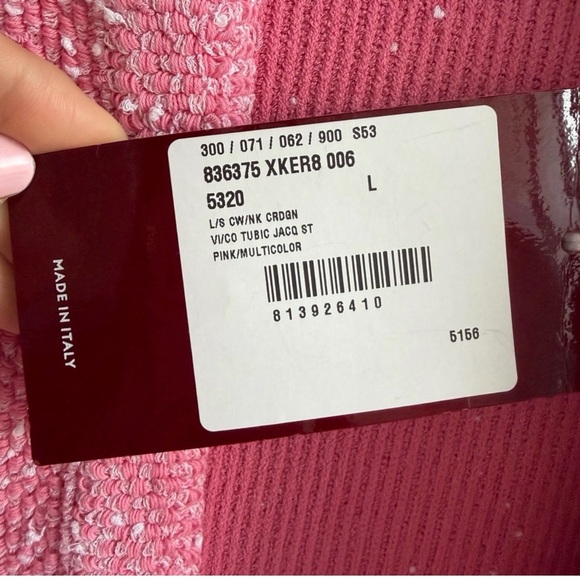 300 / 071 / 062 / 900 S53
836375 XKER8 006
5320 L
L/S CW/NK CRDGN
VI/CO TUBIC JACQ ST
PINK/MULTICOLOR
813926410
5156
MADE IN ITALY